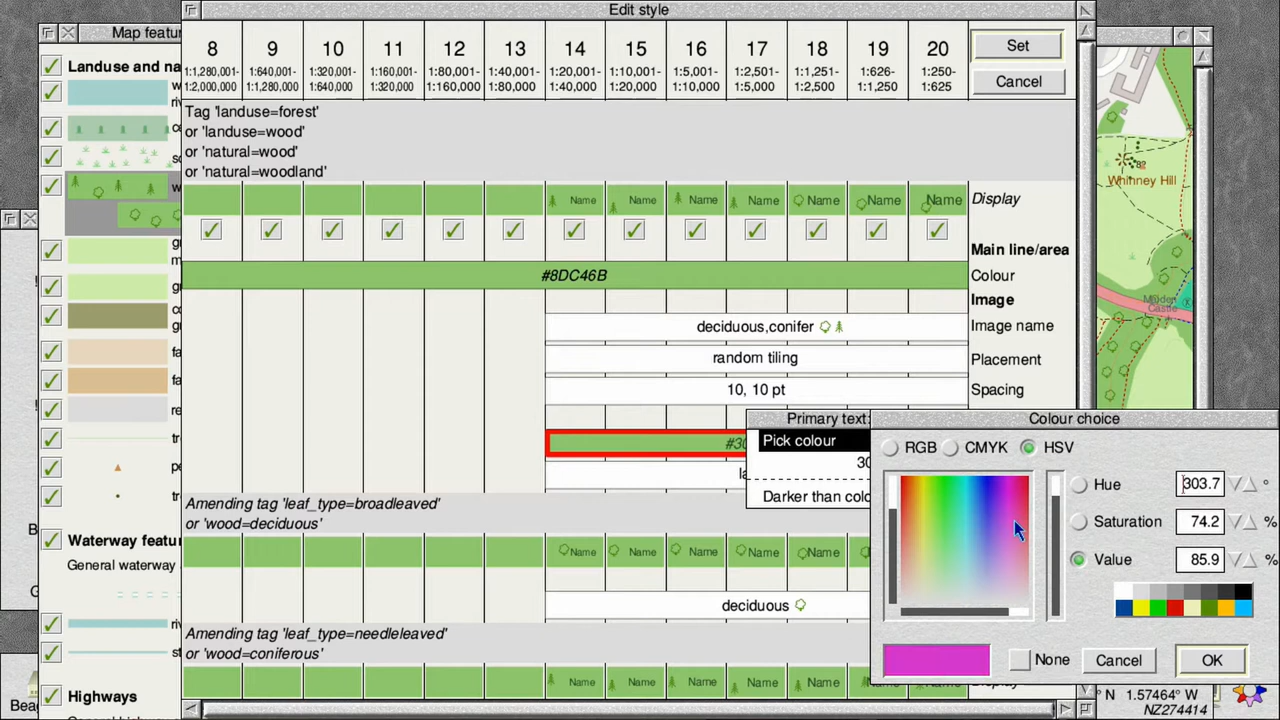 Map featur
Edit style
8 9 10 11 12 13 14 15 16 17 18 19 20
1:1,280,001- 1:640,001- 1:320,001- 1:160,001- 1:80,001- 1:40,001- 1:20,001- 1:10,001- 1:5,001- 1:2,501- 1:1,251- 1:626- 1:250-
1:2,000,000 1:1,280,000 1:640,000 1:320,000 1:160,000 1:80,000 1:40,000 1:20,000 1:10,000 1:5,000 1:2,500 1:1,250 1:625
Set
Cancel
Landuse and na
Tag 'landuse=forest'
or 'landuse=wood'
or 'natural=wood'
or 'natural=woodland'
Name Name Name Name Name Name Name
Display
Main line/area
#8DC46B
Colour
Image
deciduous,conifer
Image name
random tiling
Placement
10, 10 pt
Spacing
Primary text:
Pick colour
30
Darker than colo
#30
la
Amending tag 'leaf_type=broadleaved'
or 'wood=deciduous'
Name Name Name Name Name
deciduous
Amending tag 'leaf_type=needleleaved'
or 'wood=coniferous'
Name Name Name Name Name Name Name
Waterway featur
General waterway
riv
st
Highways
Colour choice
RGB CMYK HSV
Hue 303.7 °
Saturation 74.2 %
Value 85.9 %
None
Cancel
OK
Whinney Hill
Maiden
Castle
° N 1.57464° W
NZ274414
Beac